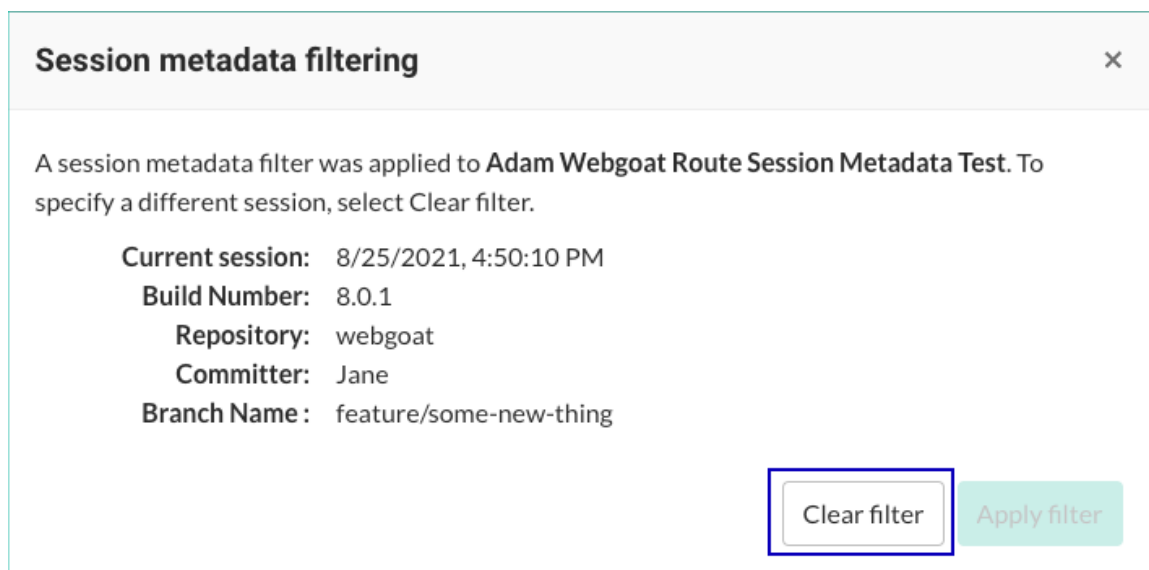 Session metadata filtering ×
A session metadata filter was applied to Adam Webgoat Route Session Metadata Test. To
specify a different session, select Clear filter.
Current session: 8/25/2021, 4:50:10 PM
Build Number: 8.0.1
Repository: webgoat
Committer: Jane
Branch Name : feature/some-new-thing
Clear filter Apply filter